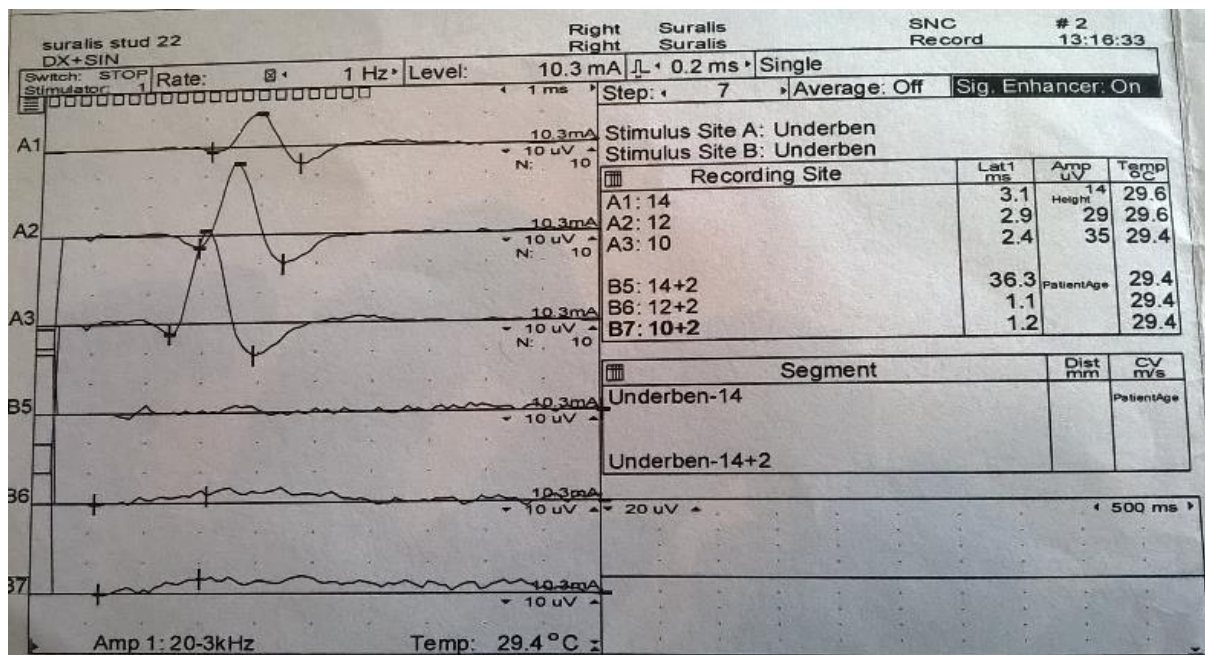 suralis stud 22
DX+SIN
Right Suralis
Right Suralis
SNC
Record
# 2
13:16:33
Switch: STOP
Stimulator: 1
Rate: 1 Hz
Level: 10.3 mA 0.2 ms Single
1 ms
Step: 7 Average: Off Sig. Enhancer: On
A1
10.3mA
10 uV
N: 10
A2
10.3mA
10 uV
N: 10
A3
10.3mA
10 uV
N: 10
B5
10.3mA
10 uV
B6
10.3mA
10 uV
B7
10.3mA
10 uV
Amp 1: 20-3kHz Temp: 29.4°C
Stimulus Site A: Underben
Stimulus Site B: Underben
Recording Site Lat1 ms Amp uV Temp °C
A1: 14 3.1 Height 14 29.6
A2: 12 2.9 29 29.6
A3: 10 2.4 35 29.4
B5: 14+2 36.3 PatientAge 29.4
B6: 12+2 1.1 29.4
B7: 10+2 1.2 29.4
Segment Dist mm CV m/s
Underben-14 PatientAge
Underben-14+2
20 uV 500 ms